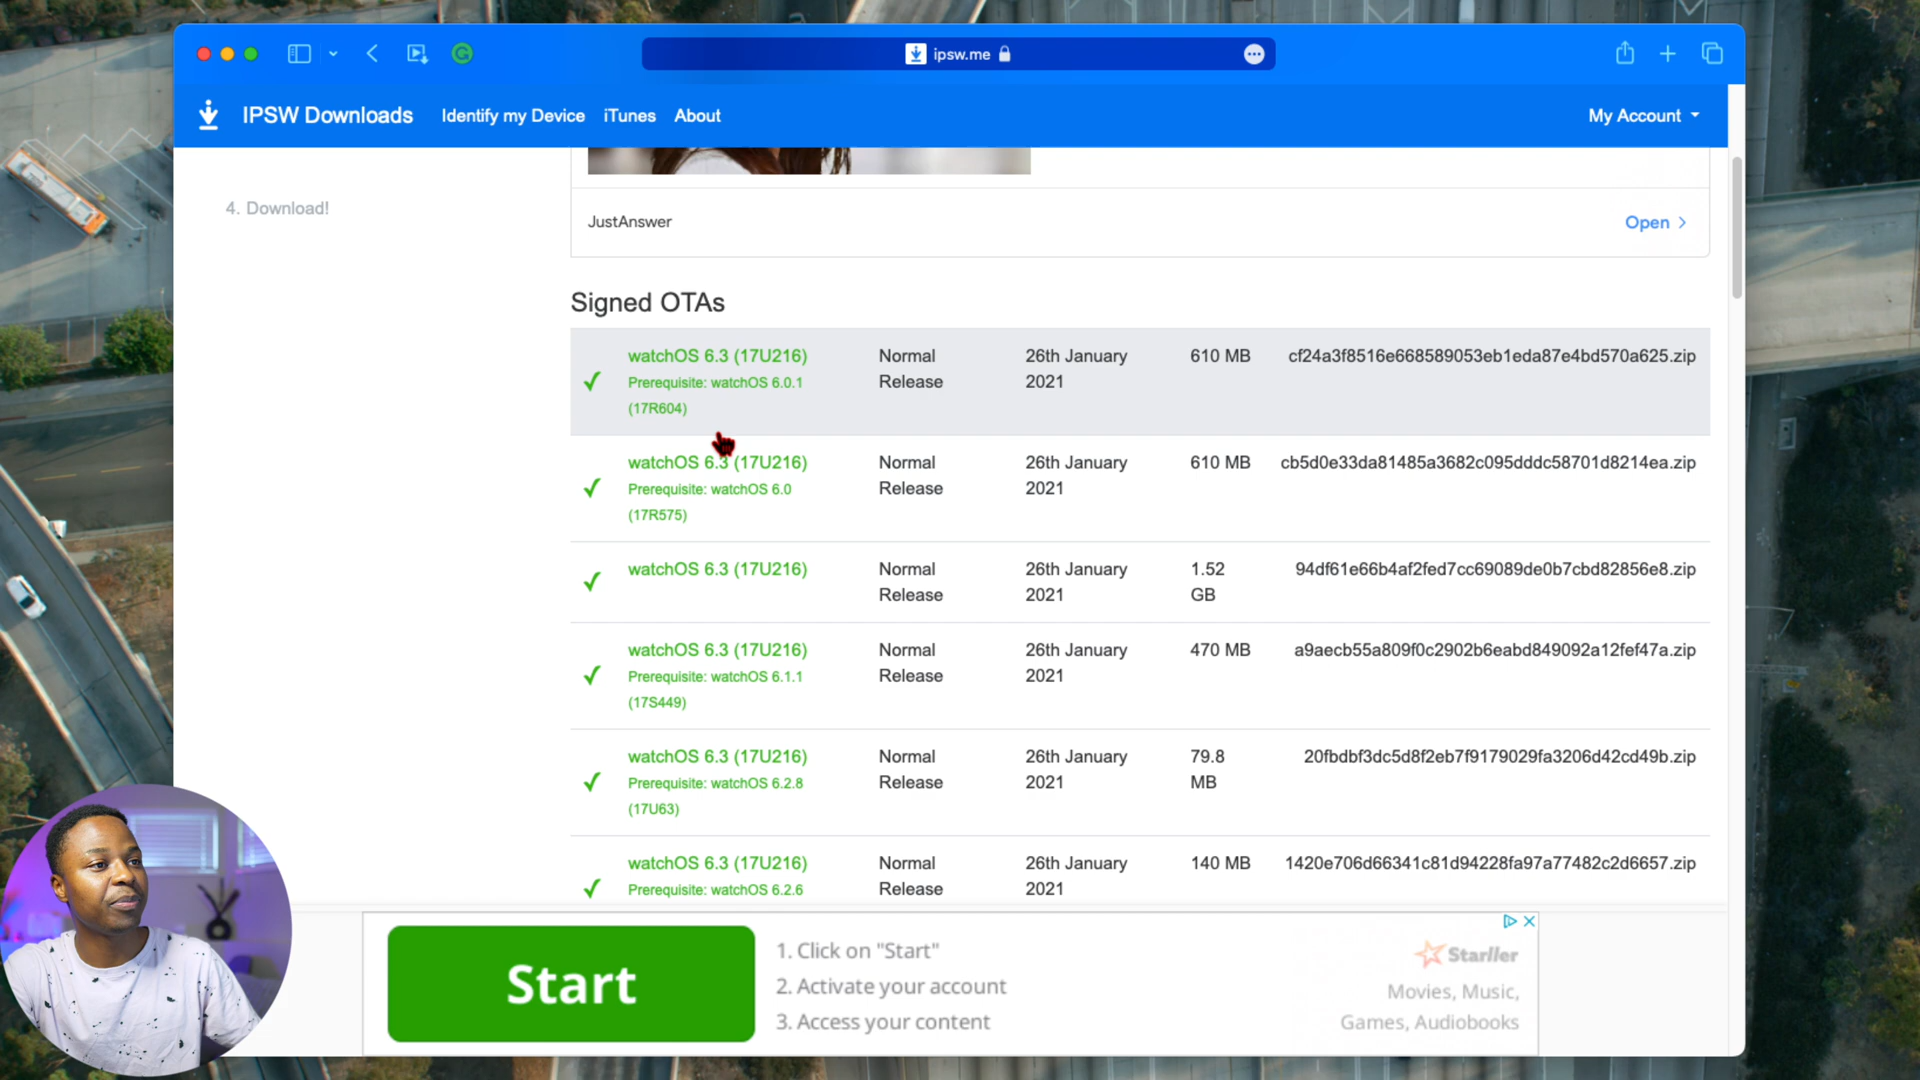 ipsw.me
IPSW Downloads Identify my Device iTunes About My Account
4. Download!
JustAnswer Open
Signed OTAs
watchOS 6.3 (17U216) Normal 26th January 610 MB cf24a3f8516e668589053eb1eda87e4bd570a625.zip
Prerequisite: watchOS 6.0.1 Release 2021
(17R604)
watchOS 6.3 (17U216) Normal 26th January 610 MB cb5d0e33da81485a3682c095dddc58701d8214ea.zip
Prerequisite: watchOS 6.0 Release 2021
(17R575)
watchOS 6.3 (17U216) Normal 26th January 1.52 94df61e66b4af2fed7cc69089de0b7cbd82856e8.zip
Release 2021 GB
watchOS 6.3 (17U216) Normal 26th January 470 MB a9aecb55a809f0c2902b6eabd849092a12fef47a.zip
Prerequisite: watchOS 6.1.1 Release 2021
(17S449)
watchOS 6.3 (17U216) Normal 26th January 79.8 20fbdbf3dc5d8f2eb7f9179029fa3206d42cd49b.zip
Prerequisite: watchOS 6.2.8 Release 2021 MB
(17U63)
watchOS 6.3 (17U216) Normal 26th January 140 MB 1420e706d66341c81d94228fa97a77482c2d6657.zip
Prerequisite: watchOS 6.2.6 Release 2021
Start
1. Click on "Start"
2. Activate your account
3. Access your content
Starller
Movies, Music,
Games, Audiobooks